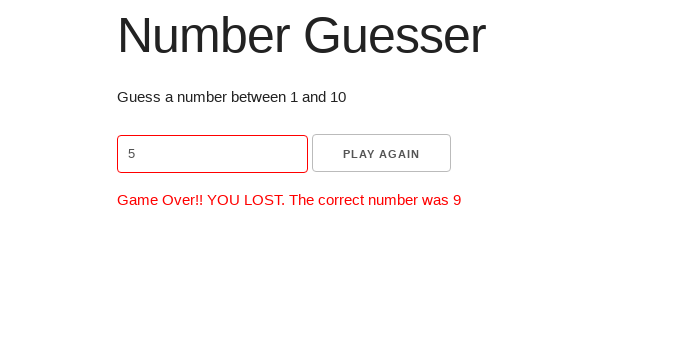 Number Guesser
Guess a number between 1 and 10
5 PLAY AGAIN
Game Over!! YOU LOST. The correct number was 9